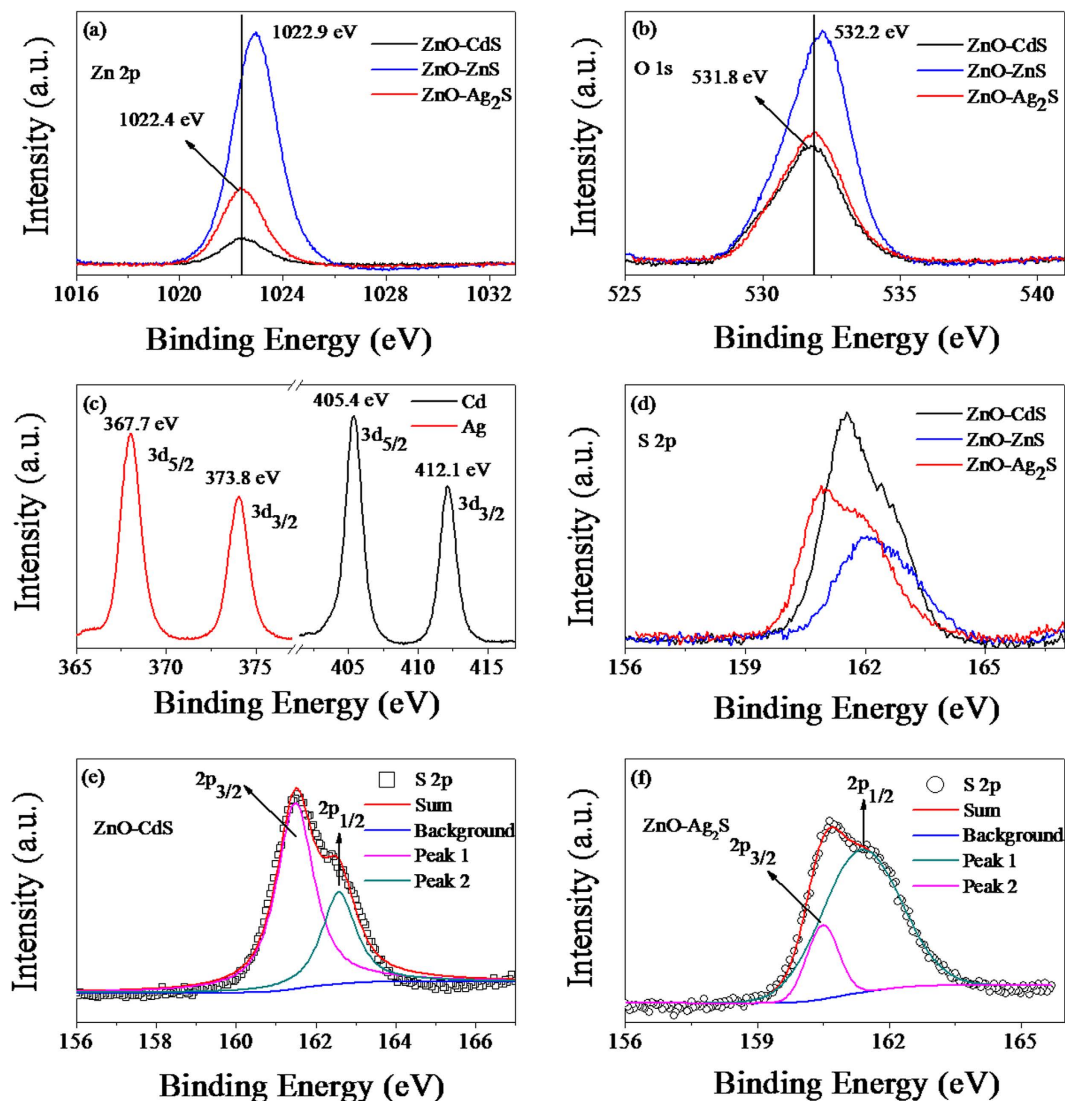 (a)
Zn 2p
1022.9 eV
1022.4 eV
ZnO-CdS
ZnO-ZnS
ZnO-Ag2S
Intensity (a.u.)
1016 1020 1024 1028 1032
Binding Energy (eV)
(b)
O 1s
532.2 eV
531.8 eV
ZnO-CdS
ZnO-ZnS
ZnO-Ag2S
Intensity (a.u.)
525 530 535 540
Binding Energy (eV)
(c)
367.7 eV
3d5/2
373.8 eV
3d3/2
405.4 eV
3d5/2
412.1 eV
3d3/2
Cd
Ag
Intensity (a.u.)
365 370 375 405 410 415
Binding Energy (eV)
(d)
S 2p
ZnO-CdS
ZnO-ZnS
ZnO-Ag2S
Intensity (a.u.)
156 159 162 165
Binding Energy (eV)
(e)
ZnO-CdS
2p3/2
2p1/2
S 2p
Sum
Background
Peak 1
Peak 2
Intensity (a.u.)
156 158 160 162 164 166
Binding Energy (eV)
(f)
ZnO-Ag2S
2p3/2
2p1/2
S 2p
Sum
Background
Peak 1
Peak 2
Intensity (a.u.)
156 159 162 165
Binding Energy (eV)